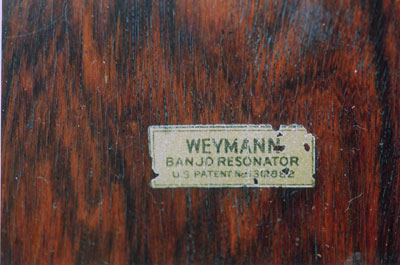 WEYMANN
BANJO RESONATOR
U.S. PATENT No